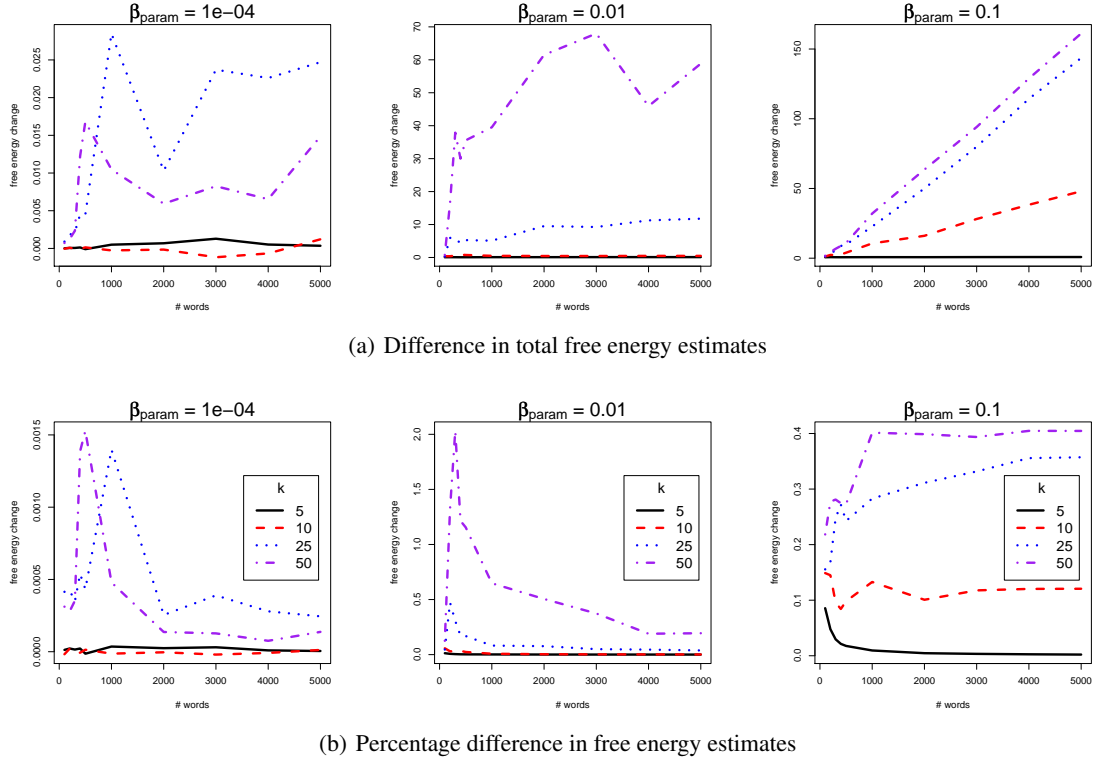 βparam = 1e−04
βparam = 0.01
βparam = 0.1
free energy change
0.000 0.005 0.010 0.015 0.020 0.025
0 1000 2000 3000 4000 5000
# words
free energy change
0 10 20 30 40 50 60 70
0 1000 2000 3000 4000 5000
# words
free energy change
0 50 100 150
0 1000 2000 3000 4000 5000
# words
(a) Difference in total free energy estimates
βparam = 1e−04
βparam = 0.01
βparam = 0.1
free energy change
0.0000 0.0005 0.0010 0.0015
0 1000 2000 3000 4000 5000
# words
k
5
10
25
50
free energy change
0.0 0.5 1.0 1.5 2.0
0 1000 2000 3000 4000 5000
# words
k
5
10
25
50
free energy change
0.0 0.1 0.2 0.3 0.4
0 1000 2000 3000 4000 5000
# words
k
5
10
25
50
(b) Percentage difference in free energy estimates